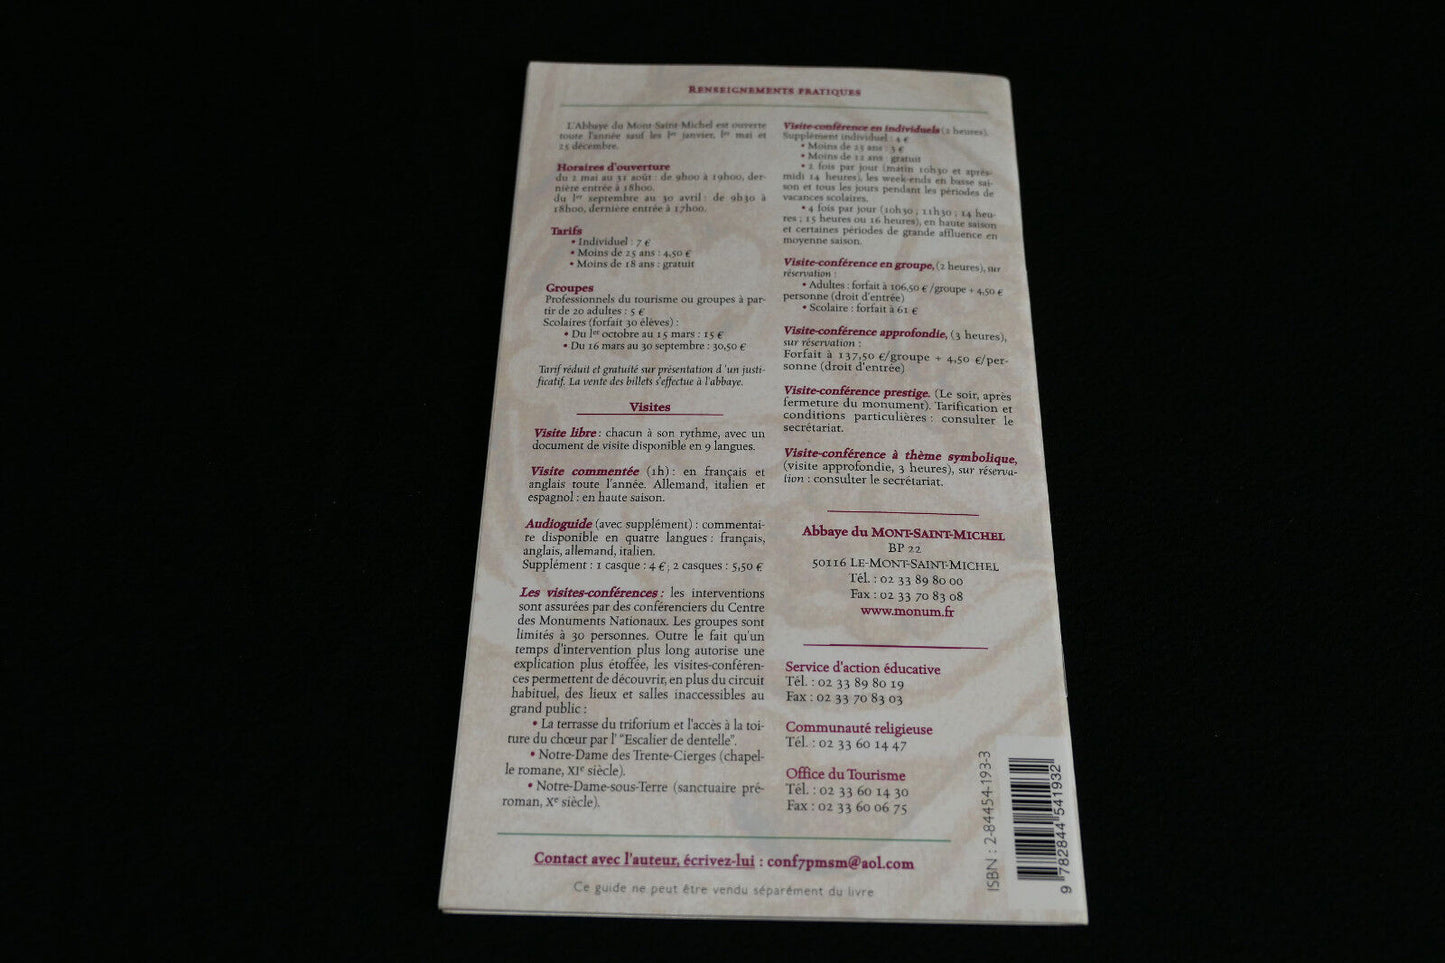 Renseignements pratiques
L'Abbaye du Mont-Saint-Michel est ouverte
toute l'année sauf les 1er janvier, 1er mai et
25 décembre.
Horaires d'ouverture
du 2 mai au 31 août : de 9h00 à 19h00, der-
nière entrée à 18h00.
du 1er septembre au 30 avril : de 9h30 à
18h00, dernière entrée à 17h00.
Tarifs
• Individuel : 7 €
• Moins de 25 ans : 4,50 €
• Moins de 18 ans : gratuit
Groupes
Professionnels du tourisme ou groupes à par-
tir de 20 adultes : 5 €
Scolaires (forfait 30 élèves) :
• Du 1er octobre au 15 mars : 15 €
• Du 16 mars au 30 septembre : 30,50 €
Tarif réduit et gratuité sur présentation d'un justi-
ficatif. La vente des billets s'effectue à l'abbaye.
Visites
Visite libre : chacun à son rythme, avec un
document de visite disponible en 9 langues.
Visite commentée (1h) : en français et
anglais toute l'année. Allemand, italien et
espagnol : en haute saison.
Audioguide (avec supplément) : commentai-
re disponible en quatre langues : français,
anglais, allemand, italien.
Supplément : 1 casque : 4 € ; 2 casques : 5,50 €
Les visites-conférences : les interventions
sont assurées par des conférenciers du Centre
des Monuments Nationaux. Les groupes sont
limités à 30 personnes. Outre le fait qu'un
temps d'intervention plus long autorise une
explication plus étoffée, les visites-conféren-
ces permettent de découvrir, en plus du circuit
habituel, des lieux et salles inaccessibles au
grand public :
• La terrasse du triforium et l'accès à la toi-
ture du chœur par l' "Escalier de dentelle".
• Notre-Dame des Trente-Cierges (chapel-
le romane, XIe siècle).
• Notre-Dame-sous-Terre (sanctuaire pré-
roman, Xe siècle).
Visite-conférence en individuels (2 heures).
Supplément individuel : 4 €
• Moins de 25 ans : 3 €
• Moins de 12 ans : gratuit
• 2 fois par jour (matin 10h30 et après-
midi 14 heures), les week-ends en basse sai-
son et tous les jours pendant les périodes de
vacances scolaires.
• 4 fois par jour (10h30 ; 11h30 ; 14 heu-
res ; 15 heures ou 16 heures), en haute saison
et certaines périodes de grande affluence en
moyenne saison.
Visite-conférence en groupe, (2 heures), sur
réservation :
• Adultes : forfait à 106,50 € /groupe + 4,50 €
personne (droit d'entrée)
• Scolaire : forfait à 61 €
Visite-conférence approfondie, (3 heures),
sur réservation :
Forfait à 137,50 €/groupe + 4,50 €/per-
sonne (droit d'entrée)
Visite-conférence prestige. (Le soir, après
fermeture du monument). Tarification et
conditions particulières : consulter le
secrétariat.
Visite-conférence à thème symbolique,
(visite approfondie, 3 heures), sur réserva-
tion : consulter le secrétariat.
Abbaye du MONT-SAINT-MICHEL
BP 22
50116 LE-MONT-SAINT-MICHEL
Tél. : 02 33 89 80 00
Fax : 02 33 70 83 08
www.monum.fr
Service d'action éducative
Tél. : 02 33 89 80 19
Fax : 02 33 70 83 03
Communauté religieuse
Tél. : 02 33 60 14 47
Office du Tourisme
Tél. : 02 33 60 14 30
Fax : 02 33 60 06 75
ISBN : 2-84454-193-3
9 782844 541932
Contact avec l'auteur, écrivez-lui : conf7pmsm@aol.com
Ce guide ne peut être vendu séparément du livre